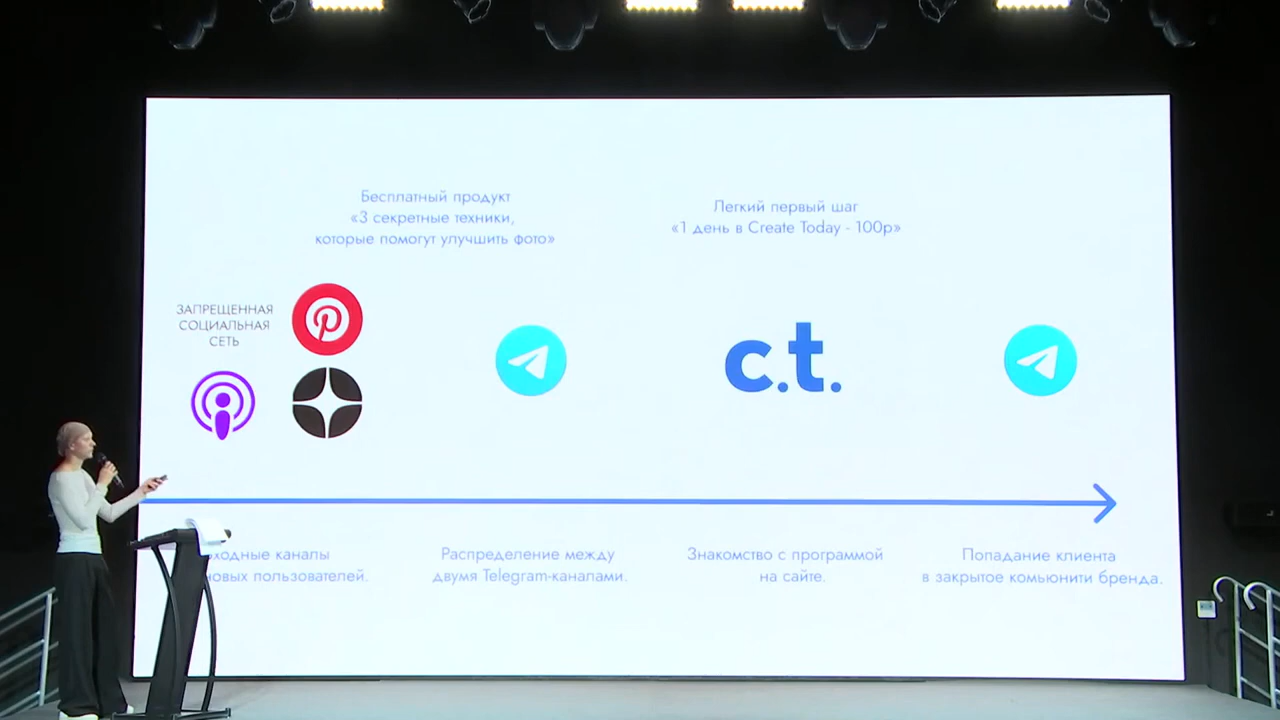 Бесплатный продукт
«3 секретные техники,
которые помогут улучшить фото»
Легкий первый шаг
«1 день в Create Today - 100р»
ЗАПРЕЩЕННАЯ
СОЦИАЛЬНАЯ
СЕТЬ
c.t.
каналы
новых пользователей.
Распределение между
двумя Telegram-каналами.
Знакомство с программой
на сайте.
Попадание клиента
в закрытое комьюнити бренда.